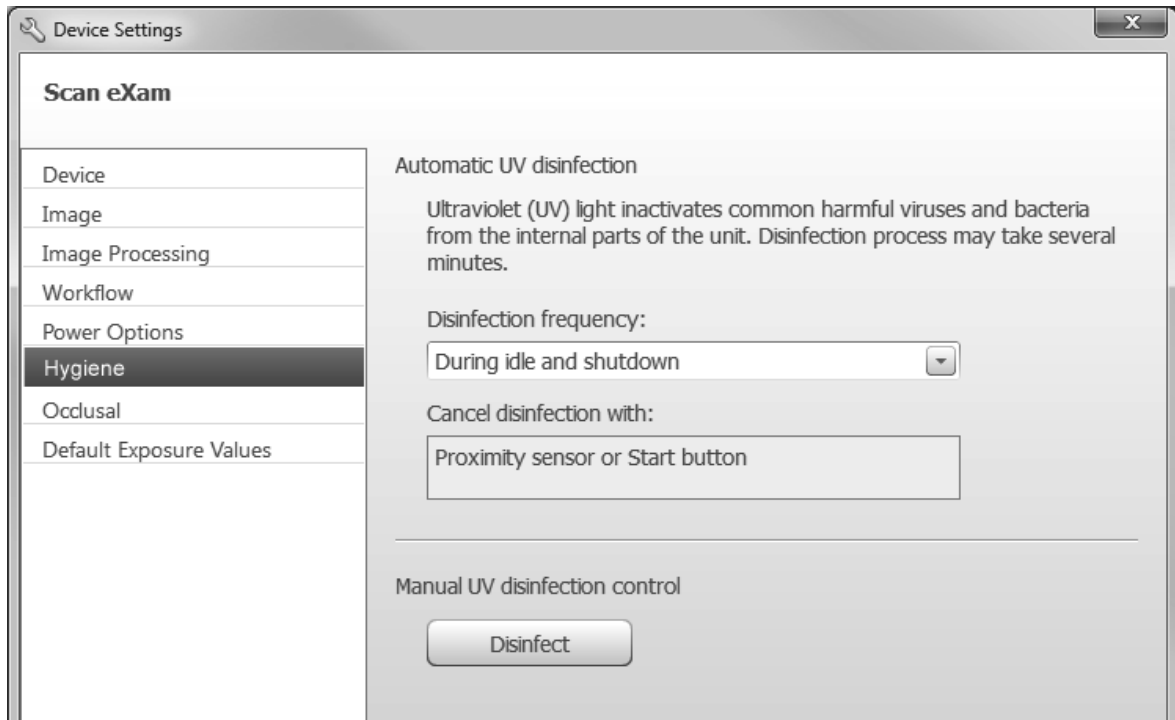 Device Settings
x
Scan eXam
Device
Image
Image Processing
Workflow
Power Options
Hygiene
Occlusal
Default Exposure Values
Automatic UV disinfection
Ultraviolet (UV) light inactivates common harmful viruses and bacteria
from the internal parts of the unit. Disinfection process may take several
minutes.
Disinfection frequency:
During idle and shutdown
Cancel disinfection with:
Proximity sensor or Start button
Manual UV disinfection control
Disinfect